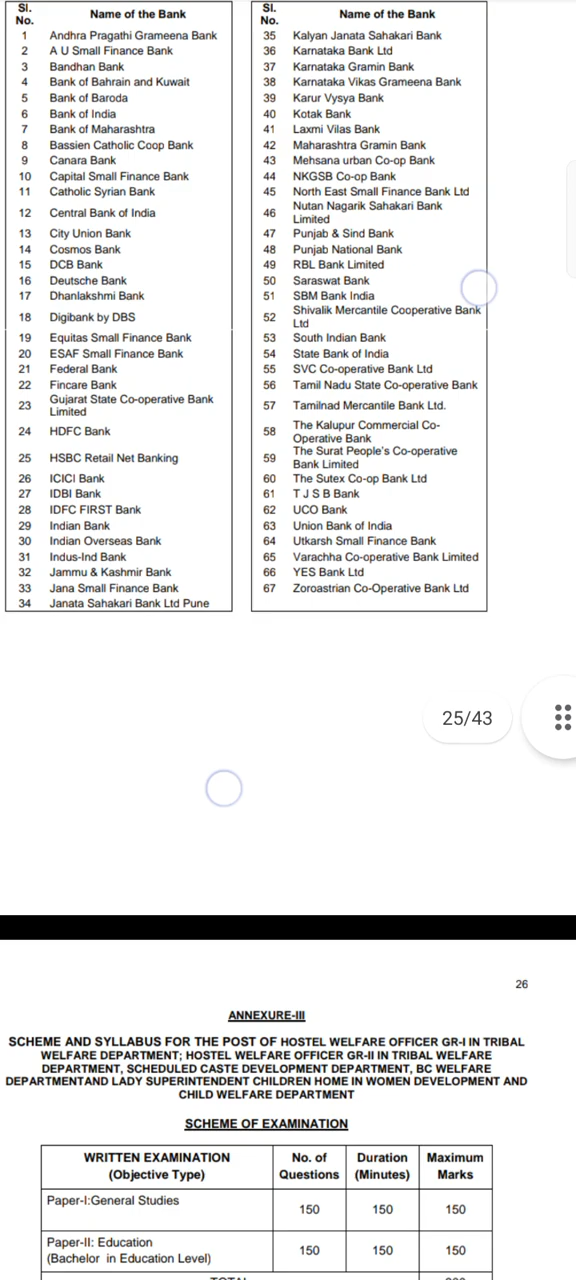 Sl.
No.
Name of the Bank
1 Andhra Pragathi Grameena Bank
2 A U Small Finance Bank
3 Bandhan Bank
4 Bank of Bahrain and Kuwait
5 Bank of Baroda
6 Bank of India
7 Bank of Maharashtra
8 Bassien Catholic Coop Bank
9 Canara Bank
10 Capital Small Finance Bank
11 Catholic Syrian Bank
12 Central Bank of India
13 City Union Bank
14 Cosmos Bank
15 DCB Bank
16 Deutsche Bank
17 Dhanlakshmi Bank
18 Digibank by DBS
19 Equitas Small Finance Bank
20 ESAF Small Finance Bank
21 Federal Bank
22 Fincare Bank
23 Gujarat State Co-operative Bank
Limited
24 HDFC Bank
25 HSBC Retail Net Banking
26 ICICI Bank
27 IDBI Bank
28 IDFC FIRST Bank
29 Indian Bank
30 Indian Overseas Bank
31 Indus-Ind Bank
32 Jammu & Kashmir Bank
33 Jana Small Finance Bank
34 Janata Sahakari Bank Ltd Pune
Sl.
No.
Name of the Bank
35 Kalyan Janata Sahakari Bank
36 Karnataka Bank Ltd
37 Karnataka Gramin Bank
38 Karnataka Vikas Grameena Bank
39 Karur Vysya Bank
40 Kotak Bank
41 Laxmi Vilas Bank
42 Maharashtra Gramin Bank
43 Mehsana urban Co-op Bank
44 NKGSB Co-op Bank
45 North East Small Finance Bank Ltd
46 Nutan Nagarik Sahakari Bank
Limited
47 Punjab & Sind Bank
48 Punjab National Bank
49 RBL Bank Limited
50 Saraswat Bank
51 SBM Bank India
52 Shivalik Mercantile Cooperative Bank
Ltd
53 South Indian Bank
54 State Bank of India
55 SVC Co-operative Bank Ltd
56 Tamil Nadu State Co-operative Bank
57 Tamilnad Mercantile Bank Ltd.
58 The Kalupur Commercial Co-
Operative Bank
59 The Surat People's Co-operative
Bank Limited
60 The Sutex Co-op Bank Ltd
61 T J S B Bank
62 UCO Bank
63 Union Bank of India
64 Utkarsh Small Finance Bank
65 Varachha Co-operative Bank Limited
66 YES Bank Ltd
67 Zoroastrian Co-Operative Bank Ltd
25/43
26
ANNEXURE-III
SCHEME AND SYLLABUS FOR THE POST OF HOSTEL WELFARE OFFICER GR-I IN TRIBAL
WELFARE DEPARTMENT; HOSTEL WELFARE OFFICER GR-II IN TRIBAL WELFARE
DEPARTMENT, SCHEDULED CASTE DEVELOPMENT DEPARTMENT, BC WELFARE
DEPARTMENTAND LADY SUPERINTENDENT CHILDREN HOME IN WOMEN DEVELOPMENT AND
CHILD WELFARE DEPARTMENT
SCHEME OF EXAMINATION
WRITTEN EXAMINATION
(Objective Type)
No. of
Questions
Duration
(Minutes)
Maximum
Marks
Paper-I:General Studies
150 150 150
Paper-II: Education
(Bachelor in Education Level)
150 150 150